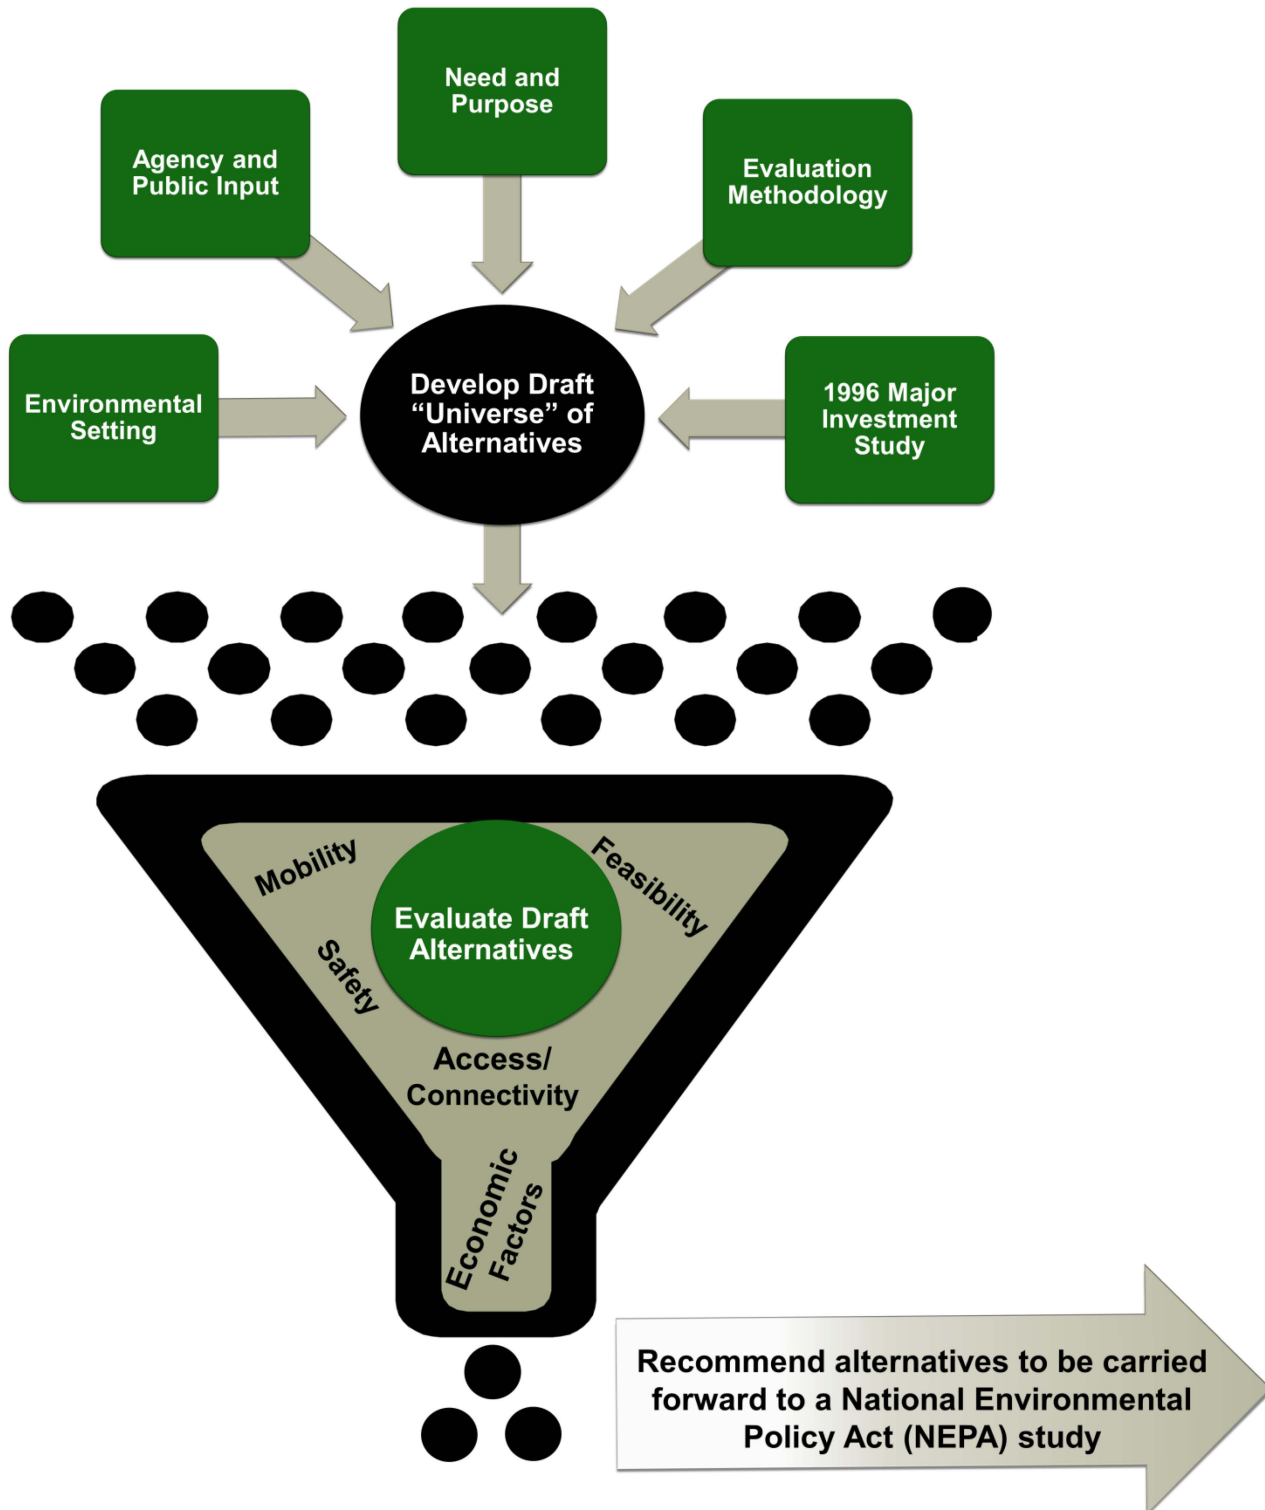 Need and
Purpose
Agency and
Public Input
Evaluation
Methodology
Environmental
Setting
Develop Draft
“Universe” of
Alternatives
1996 Major
Investment
Study
Mobility
Feasibility
Evaluate Draft
Alternatives
Safety
Access/
Connectivity
Economic
Factors
Recommend alternatives to be carried
forward to a National Environmental
Policy Act (NEPA) study